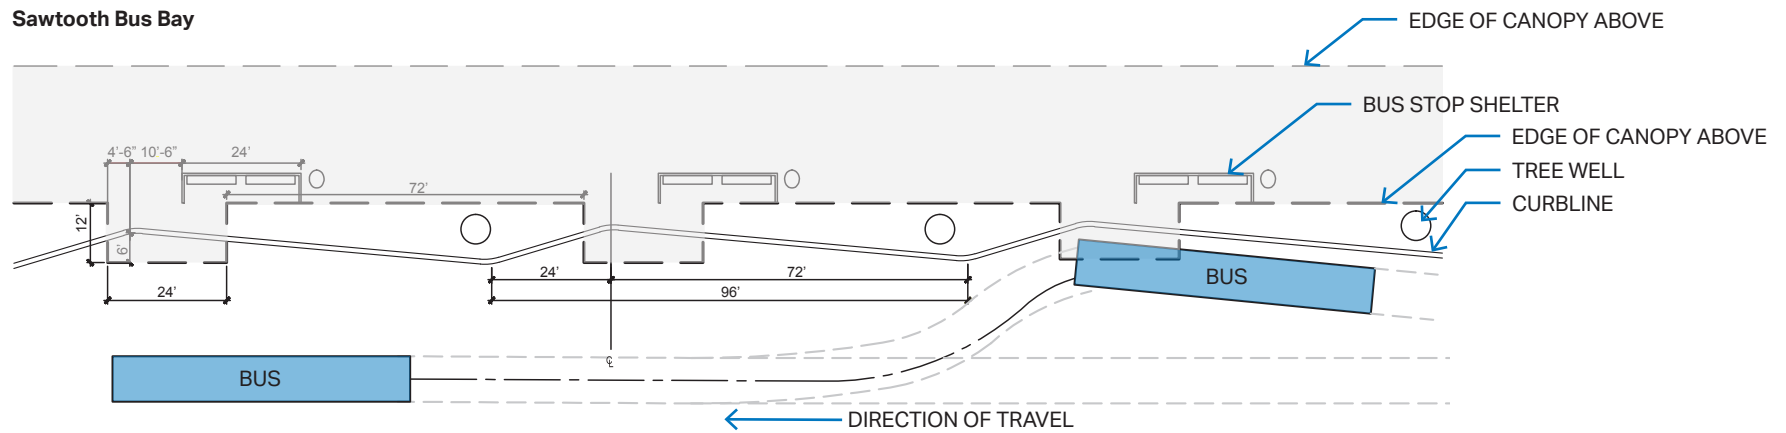 Sawtooth Bus Bay
EDGE OF CANOPY ABOVE
BUS STOP SHELTER
EDGE OF CANOPY ABOVE
TREE WELL
CURBLINE
4’-6”
10’-6”
24’
72’
12’
6’
24’
24’
72’
96’
BUS
℄
BUS
DIRECTION OF TRAVEL